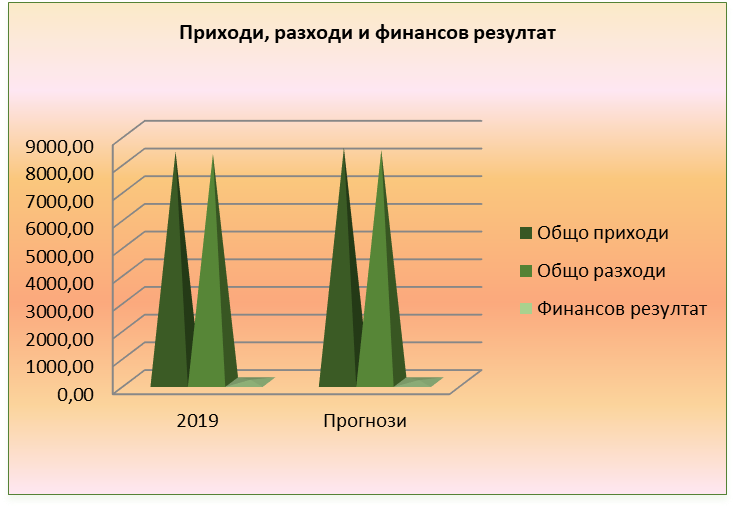 Приходи, разходи и финансов резултат
9000,00
8000,00
7000,00
6000,00
5000,00
4000,00
3000,00
2000,00
1000,00
0,00
2019
Прогнози
Общо приходи
Общо разходи
Финансов резултат